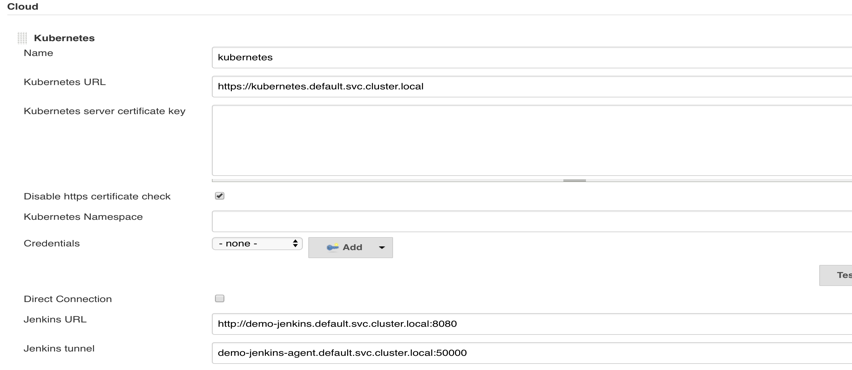 Cloud
Kubernetes
Name
kubernetes
Kubernetes URL
https://kubernetes.default.svc.cluster.local
Kubernetes server certificate key
Disable https certificate check
Kubernetes Namespace
Credentials
- none -
Add
Tes
Direct Connection
Jenkins URL
http://demo-jenkins.default.svc.cluster.local:8080
Jenkins tunnel
demo-jenkins-agent.default.svc.cluster.local:50000